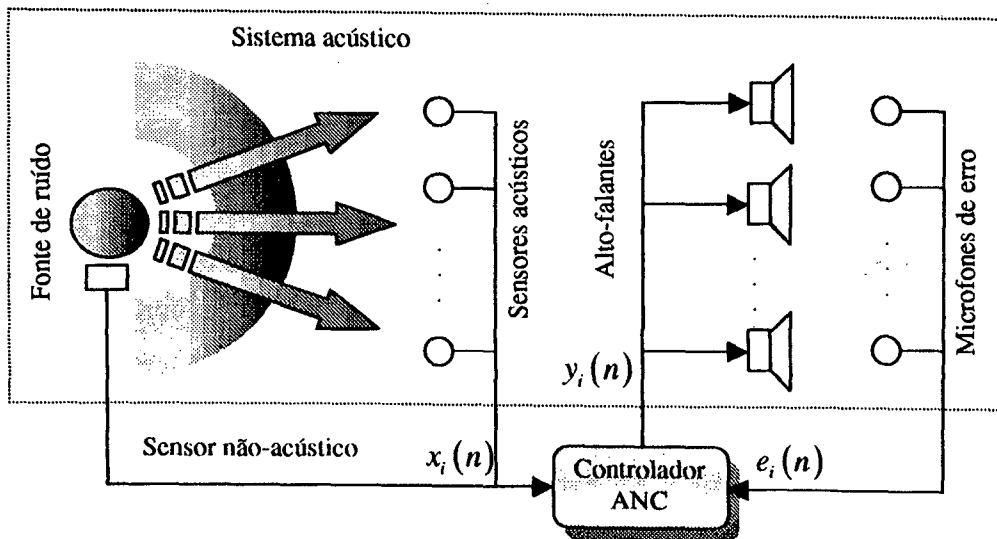 Sistema acústico
Fonte de ruído
Sensores acústicos
Alto-falantes
Microfones de erro
y_i(n)
Sensor não-acústico
x_i(n)
Controlador
ANC
e_i(n)